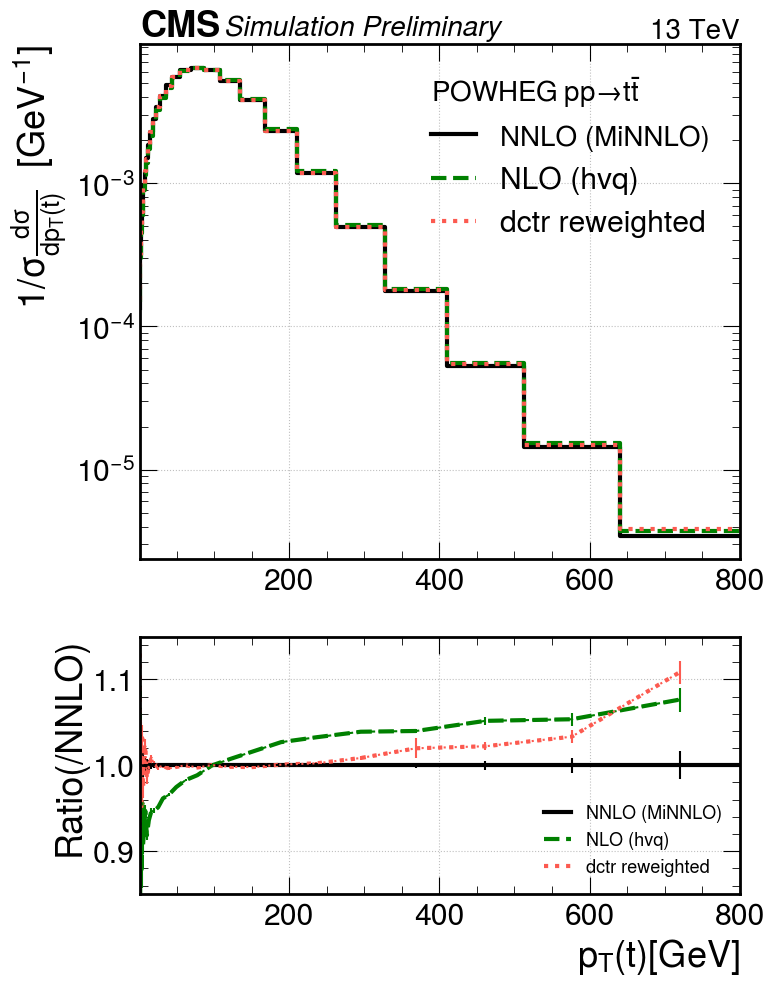 CMS Simulation Preliminary 13 TeV
1/σ dσ/dp_T(t) [GeV⁻¹]
POWHEG pp→tt̄
NNLO (MiNNLO)
NLO (hvq)
dctr reweighted
10⁻³
10⁻⁴
10⁻⁵
200 400 600 800
Ratio(/NNLO)
1.1
1.0
0.9
NNLO (MiNNLO)
NLO (hvq)
dctr reweighted
200 400 600 800
p_T(t)[GeV]